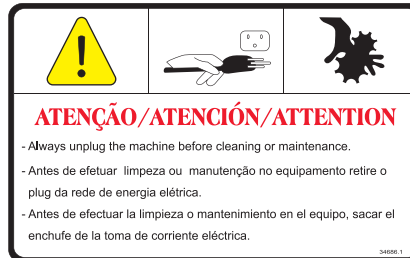 ATENÇÃO/ATENCIÓN/ATTENTION
- Always unplug the machine before cleaning or maintenance.
- Antes de efetuar limpeza ou manutenção no equipamento retire o
plug da rede de energia elétrica.
- Antes de efectuar la limpieza o mantenimiento en el equipo, sacar el
enchufe de la toma de corriente eléctrica.
34686.1